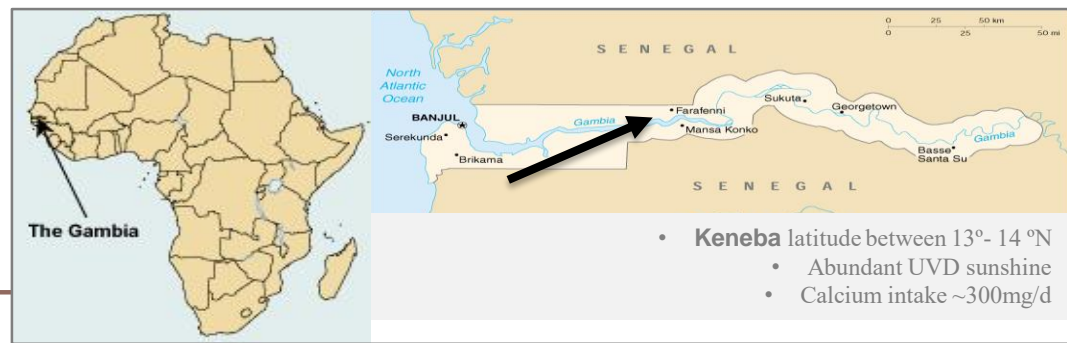 The Gambia
0 25 50 km
0 25 50 mi
SENEGAL
North
Atlantic
Ocean
BANJUL
Serekunda
Brikama
Gambia
Farafenni
Mansa Konko
Sukuta
Georgetown
Gambia
Basse
Santa Su
SENEGAL
• Keneba latitude between 13º- 14 ºN
• Abundant UVD sunshine
• Calcium intake ~300mg/d